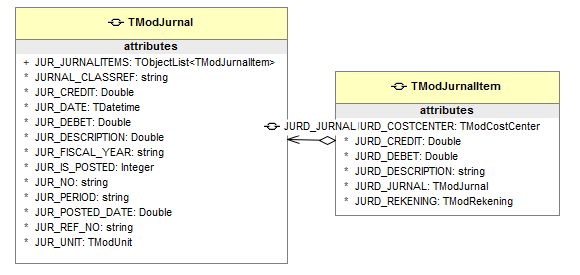 TModJurnal
attributes
+ JUR_JURNALITEMS: TObjectList<TModJurnalItem>
* JURNAL_CLASSREF: string
* JUR_CREDIT: Double
* JUR_DATE: TDatetime
* JUR_DEBET: Double
* JUR_DESCRIPTION: Double
* JUR_FISCAL_YEAR: string
* JUR_IS_POSTED: Integer
* JUR_NO: string
* JUR_PERIOD: string
* JUR_POSTED_DATE: Double
* JUR_REF_NO: string
* JUR_UNIT: TModUnit
JURD_JURNAL
TModJurnalItem
attributes
JURD_COSTCENTER: TModCostCenter
* JURD_CREDIT: Double
* JURD_DEBET: Double
* JURD_DESCRIPTION: string
* JURD_JURNAL: TModJurnal
* JURD_REKENING: TModRekening